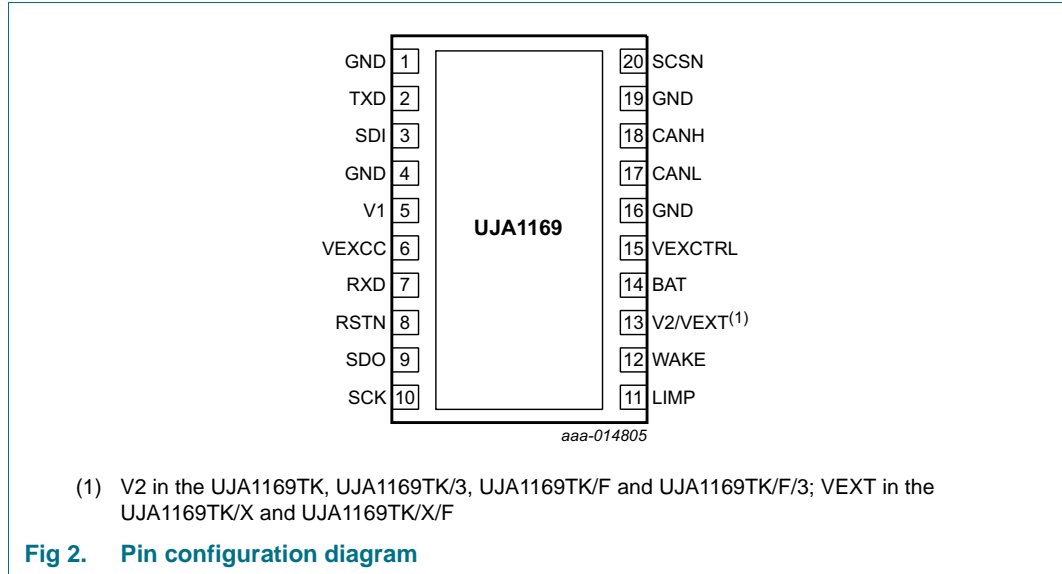 GND 1
TXD 2
SDI 3
GND 4
V1 5
VEXCC 6
RXD 7
RSTN 8
SDO 9
SCK 10
UJA1169
20 SCSN
19 GND
18 CANH
17 CANL
16 GND
15 VEXCTRL
14 BAT
13 V2/VEXT(1)
12 WAKE
11 LIMP
aaa-014805
(1) V2 in the UJA1169TK, UJA1169TK/3, UJA1169TK/F and UJA1169TK/F/3; VEXT in the
UJA1169TK/X and UJA1169TK/X/F
Fig 2. Pin configuration diagram